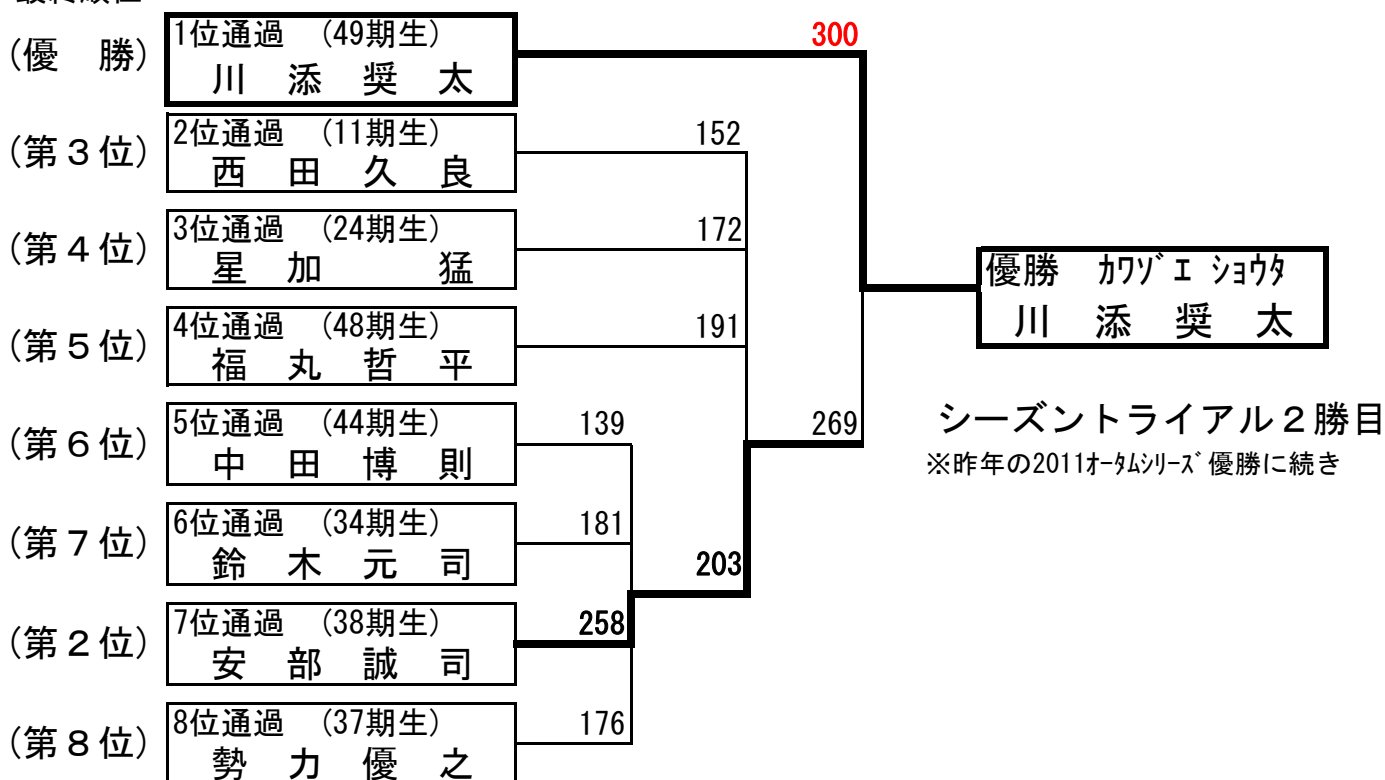 (優　勝)
1位通過　(49期生)
川　添　奨　太
300
(第３位)
2位通過　(11期生)
西　田　久　良
152
(第４位)
3位通過　(24期生)
星　加　　　猛
172
(第５位)
4位通過　(48期生)
福　丸　哲　平
191
(第６位)
5位通過　(44期生)
中　田　博　則
139
(第７位)
6位通過　(34期生)
鈴　木　元　司
181
(第２位)
7位通過　(38期生)
安　部　誠　司
258
(第８位)
8位通過　(37期生)
勢　力　優　之
176
203
269
優勝　ｶﾜｿﾞｴ ｼｮｳﾀ
川　添　奨　太
シーズントライアル２勝目
※昨年の2011ｵｰﾀﾑｼﾘｰｽﾞ優勝に続き